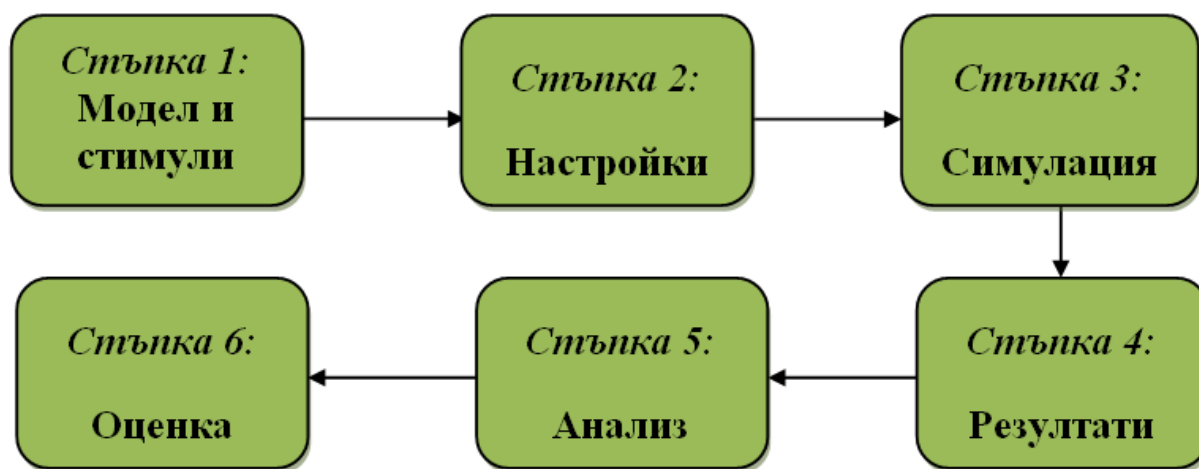 Стъпка 1:
Модел и
стимули
Стъпка 2:
Настройки
Стъпка 3:
Симулация
Стъпка 4:
Резултати
Стъпка 5:
Анализ
Стъпка 6:
Оценка